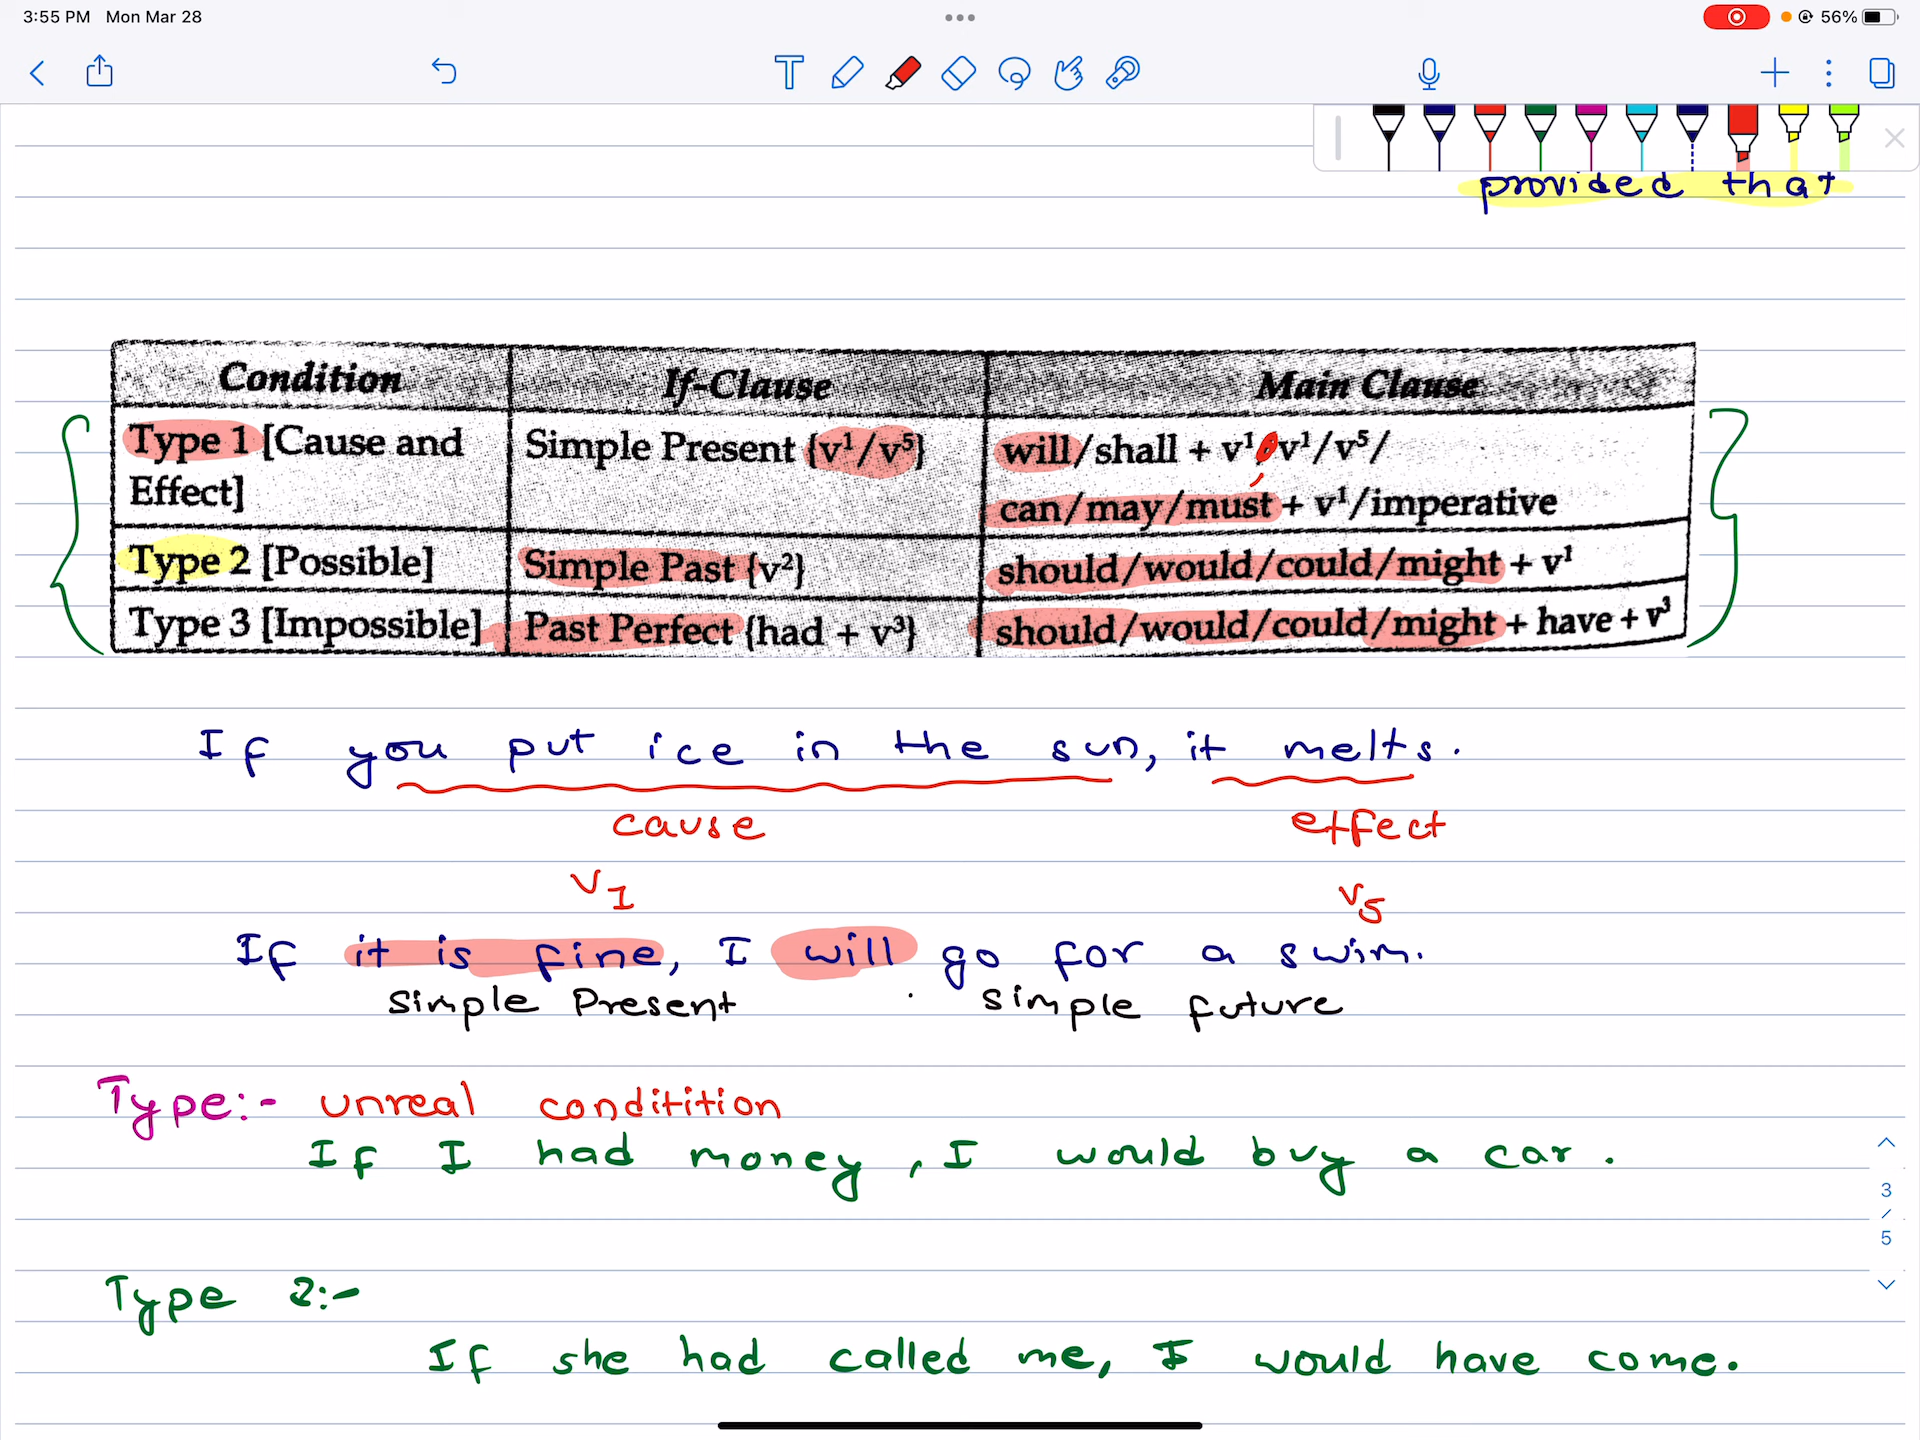 3:55 PM Mon Mar 28
56%
provided that
Condition If-Clause Main Clause
Type 1 [Cause and Effect] Simple Present {v¹/v⁵} will/shall + v¹, v¹/v⁵/
can/may/must + v¹/imperative
Type 2 [Possible] Simple Past {v²} should/would/could/might + v¹
Type 3 [Impossible] Past Perfect {had + v³} should/would/could/might + have + v³
If you put ice in the sun, it melts.
cause effect
V1 V5
If it is fine, I will go for a swim.
Simple Present simple future
Type:- unreal conditition
If I had money, I would buy a car.
3
/
5
Type 2:-
If she had called me, I would have come.